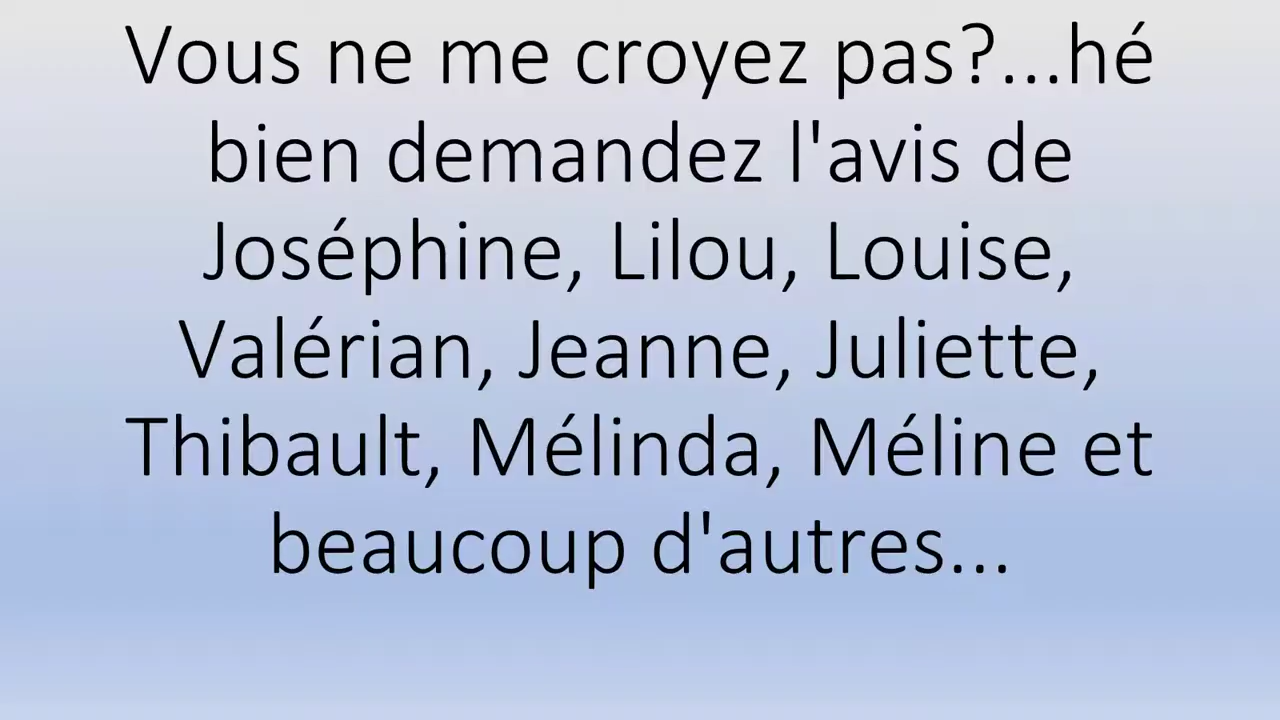 Vous ne me croyez pas?...hé
bien demandez l'avis de
Joséphine, Lilou, Louise,
Valérian, Jeanne, Juliette,
Thibault, Mélinda, Méline et
beaucoup d'autres...